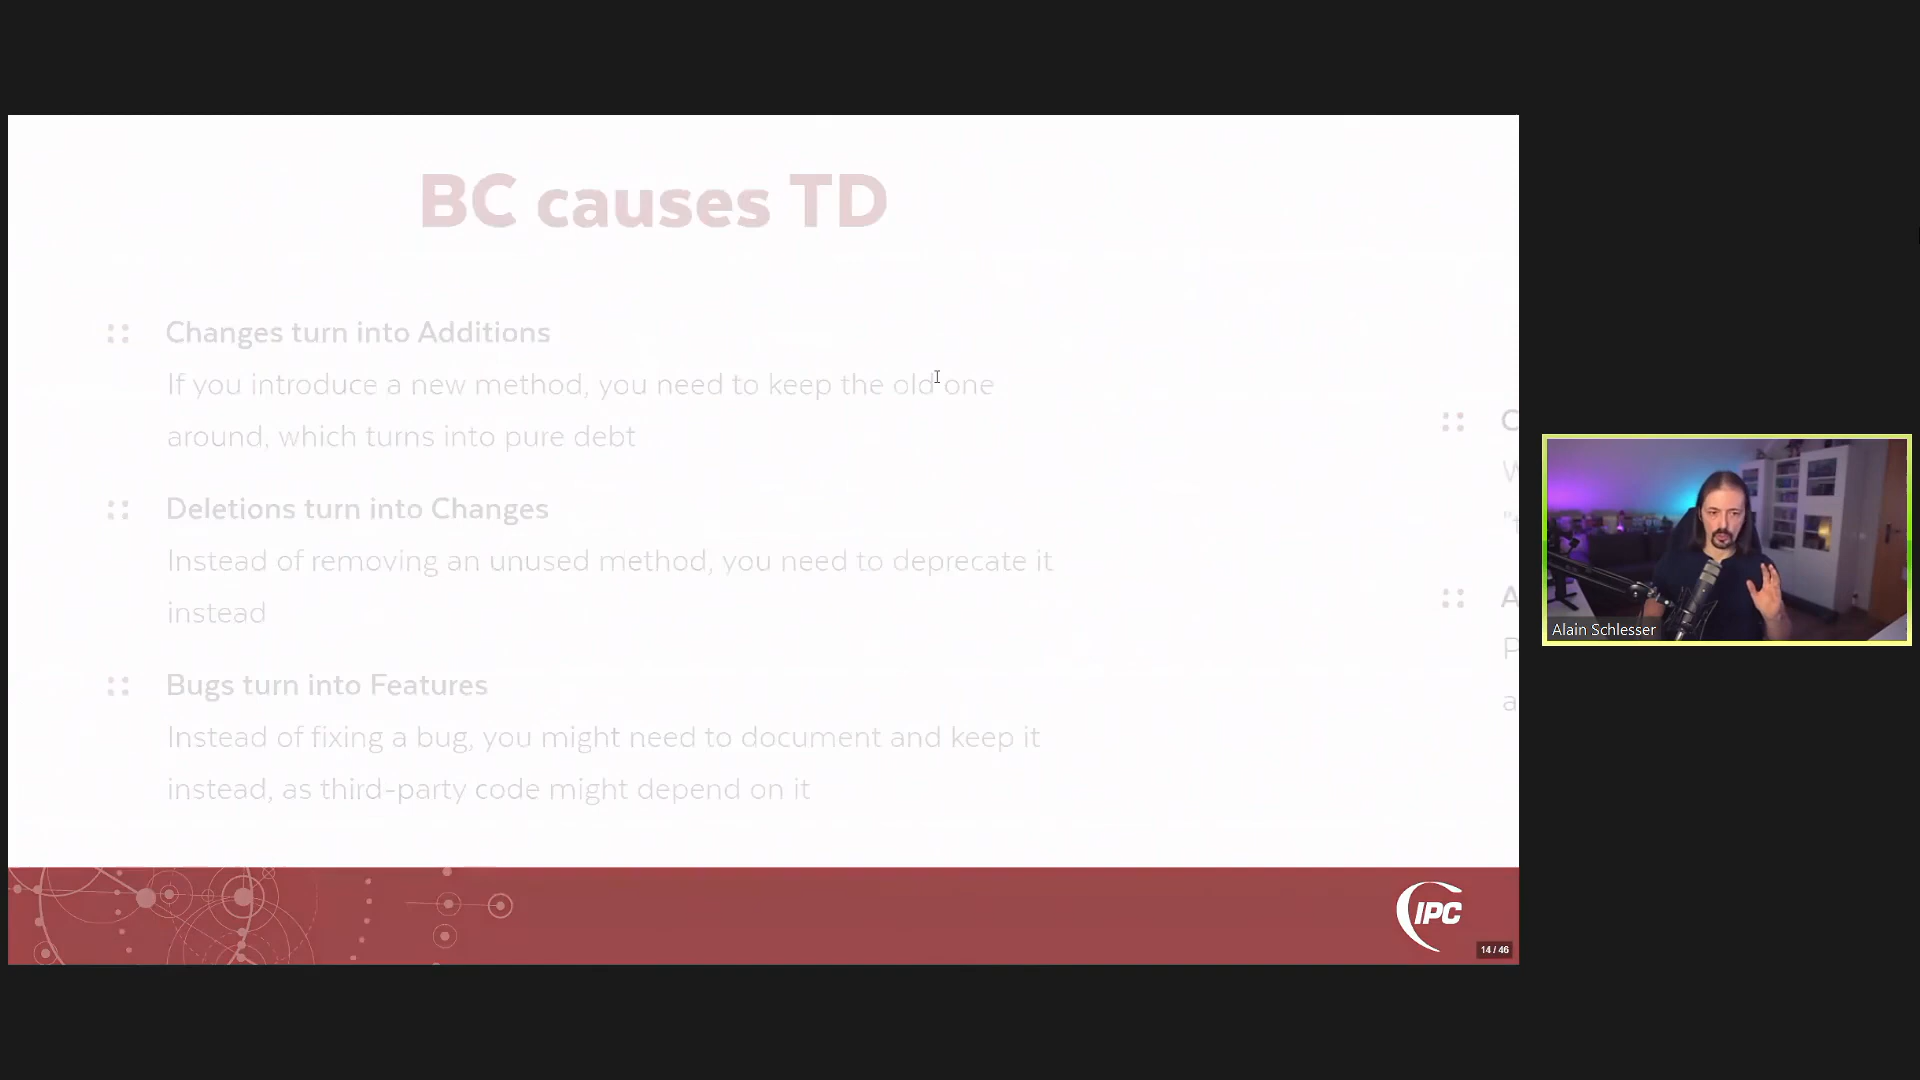 BC causes TD
Changes turn into Additions
If you introduce a new method, you need to keep the old one
around, which turns into pure debt
Deletions turn into Changes
Instead of removing an unused method, you need to deprecate it
instead
Bugs turn into Features
Instead of fixing a bug, you might need to document and keep it
instead, as third-party code might depend on it
IPC
14 / 46
Alain Schlesser